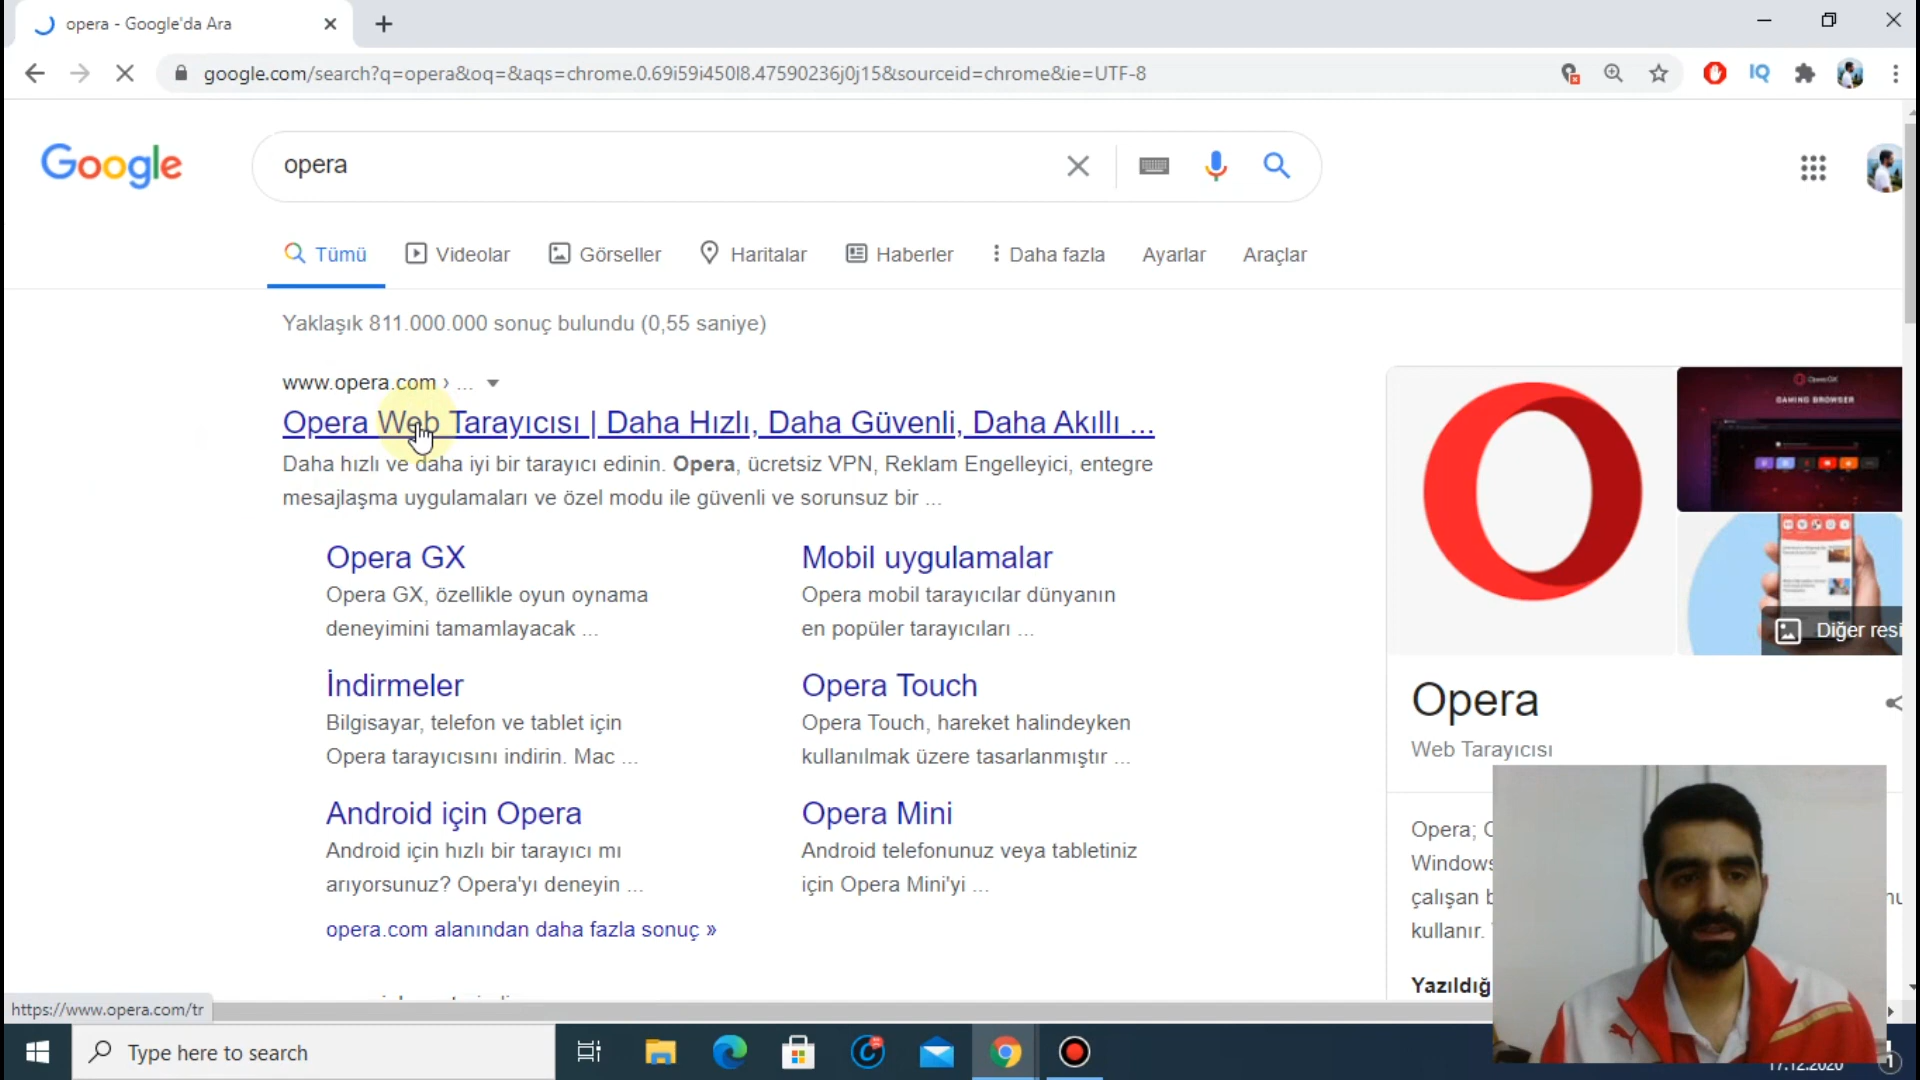 opera - Google'da Ara
google.com/search?q=opera&oq=&aqs=chrome.0.69i59i450l8.47590236j0j15&sourceid=chrome&ie=UTF-8
IQ
Google
opera
Tümü
Videolar
Görseller
Haritalar
Haberler
Daha fazla
Ayarlar
Araçlar
Yaklaşık 811.000.000 sonuç bulundu (0,55 saniye)
www.opera.com › ...
Opera Web Tarayıcısı | Daha Hızlı, Daha Güvenli, Daha Akıllı ...
Daha hızlı ve daha iyi bir tarayıcı edinin. Opera, ücretsiz VPN, Reklam Engelleyici, entegre
mesajlaşma uygulamaları ve özel modu ile güvenli ve sorunsuz bir ...
Opera GX
Opera GX, özellikle oyun oynama
deneyimini tamamlayacak ...
Mobil uygulamalar
Opera mobil tarayıcılar dünyanın
en popüler tarayıcıları ...
İndirmeler
Bilgisayar, telefon ve tablet için
Opera tarayıcısını indirin. Mac ...
Opera Touch
Opera Touch, hareket halindeyken
kullanılmak üzere tasarlanmıştır ...
Android için Opera
Android için hızlı bir tarayıcı mı
arıyorsunuz? Opera'yı deneyin ...
Opera Mini
Android telefonunuz veya tabletiniz
için Opera Mini'yi ...
opera.com alanından daha fazla sonuç »
GAMING BROWSER
Diğer resi
Opera
Web Tarayıcısı
Opera;
Windows
çalışan
kullanır.
Yazıldığ
https://www.opera.com/tr
Type here to search
17.12.2020
1